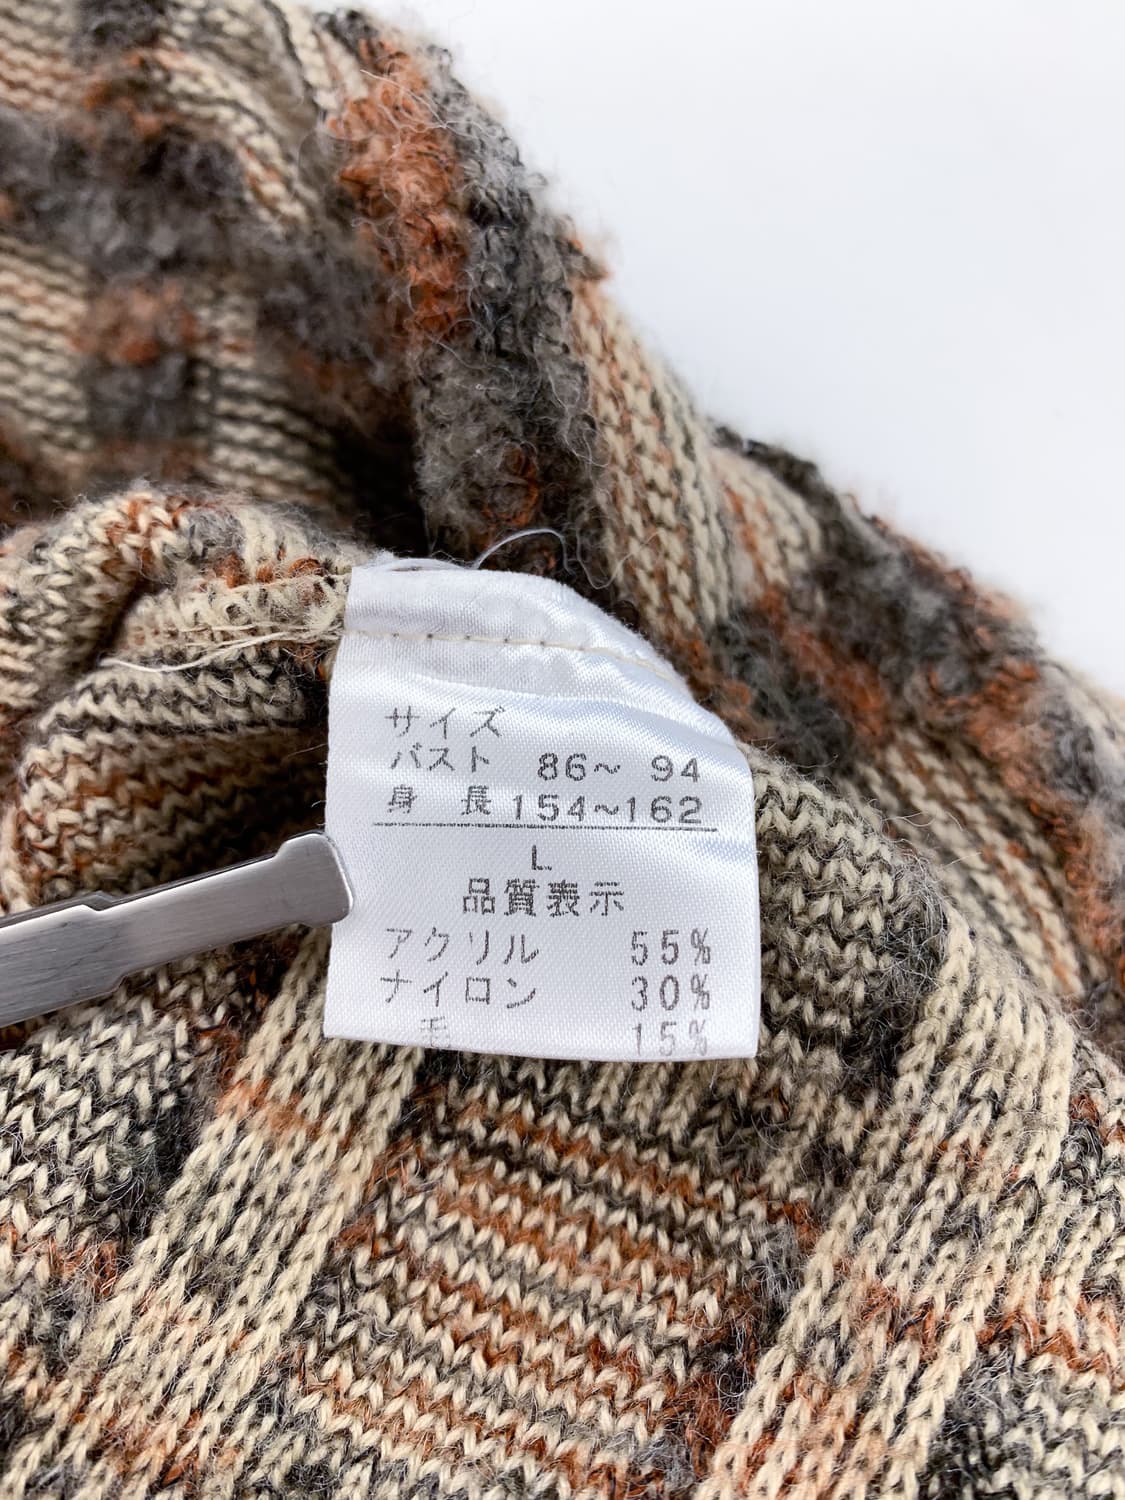 サイズ
バスト 86~ 94
身 長 154~162
L
品質表示
アクリル 55%
ナイロン 30%
毛 15%